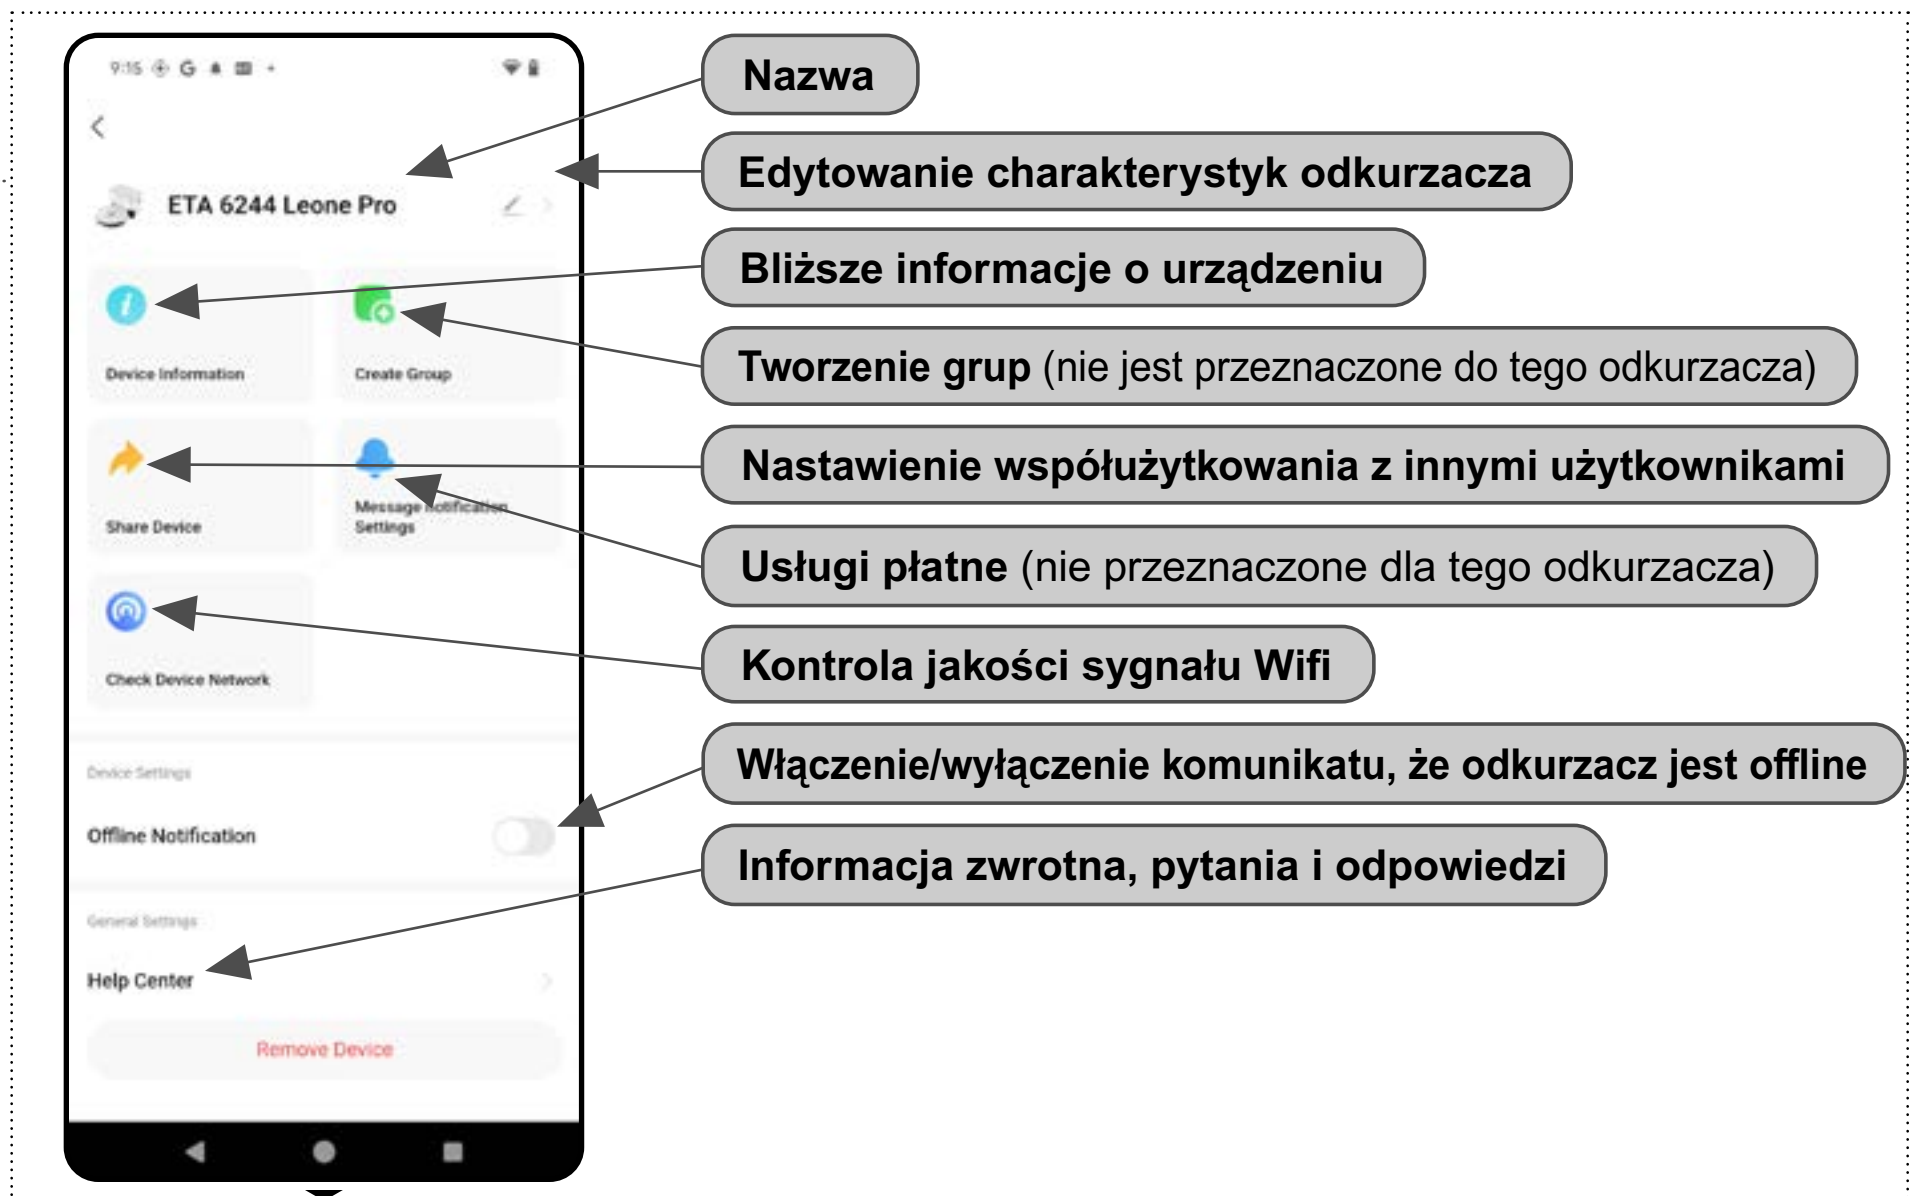 9:15
Nazwa
Edytowanie charakterystyk odkurzacza
ETA 6244 Leone Pro
Bliższe informacje o urządzeniu
Device Information
Create Group
Tworzenie grup (nie jest przeznaczone do tego odkurzacza)
Nastawienie współużytkowania z innymi użytkownikami
Share Device
Message Notification
Settings
Usługi płatne (nie przeznaczone dla tego odkurzacza)
Kontrola jakości sygnału Wifi
Check Device Network
Device Settings
Włączenie/wyłączenie komunikatu, że odkurzacz jest offline
Offline Notification
Informacja zwrotna, pytania i odpowiedzi
General Settings
Help Center
Remove Device